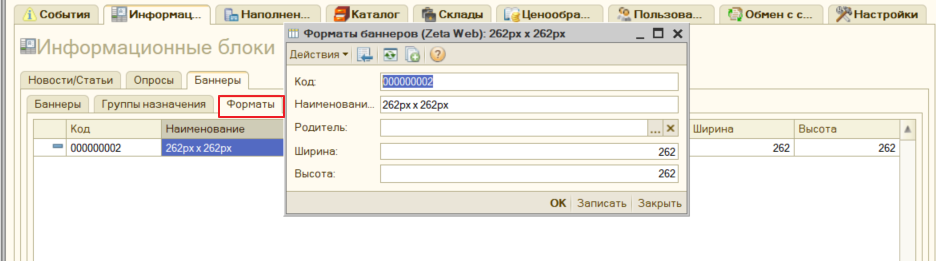 События Информац... Наполнен... Каталог Склады Ценообра... Пользова... Обмен с с... Настройки
Информационные блоки
Форматы баннеров (Zeta Web): 262px x 262px
Действия
Новости/Статьи Опросы Баннеры
Баннеры Группы назначения Форматы
Код Наименование Ширина Высота
000000002 262px x 262px 262 262
Код: 000000002
Наименовани... 262px x 262px
Родитель: ...
Ширина: 262
Высота: 262
OK Записать Закрыть